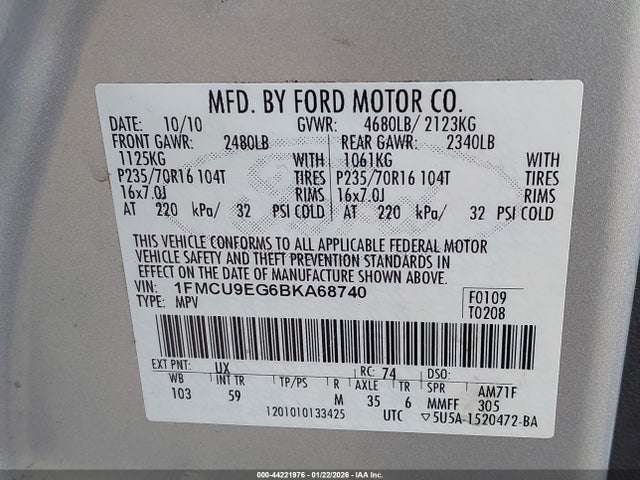 MFD. BY FORD MOTOR CO.
DATE: 10/10 GVWR: 4680LB/ 2123KG
FRONT GAWR: 2480LB REAR GAWR: 2340LB
1125KG WITH 1061KG WITH
P235/70R16 104T TIRES P235/70R16 104T TIRES
16x7.0J RIMS 16x7.0J RIMS
AT 220 kPa/ 32 PSI COLD AT 220 kPa/ 32 PSI COLD
THIS VEHICLE CONFORMS TO ALL APPLICABLE FEDERAL MOTOR
VEHICLE SAFETY AND THEFT PREVENTION STANDARDS IN
EFFECT ON THE DATE OF MANUFACTURE SHOWN ABOVE.
VIN: 1FMCU9EG6BKA68740
TYPE: MPV
F0109
T0208
EXT PNT: UX RC: 74 DSO:
WB INT TR TP/PS R AXLE TR SPR AM71F
103 59 M 35 6 MMFF 305
1201010133425 UTC ▽5U5A-1520472-BA
000-44221976 - 01/22/2026 - IAA Inc.